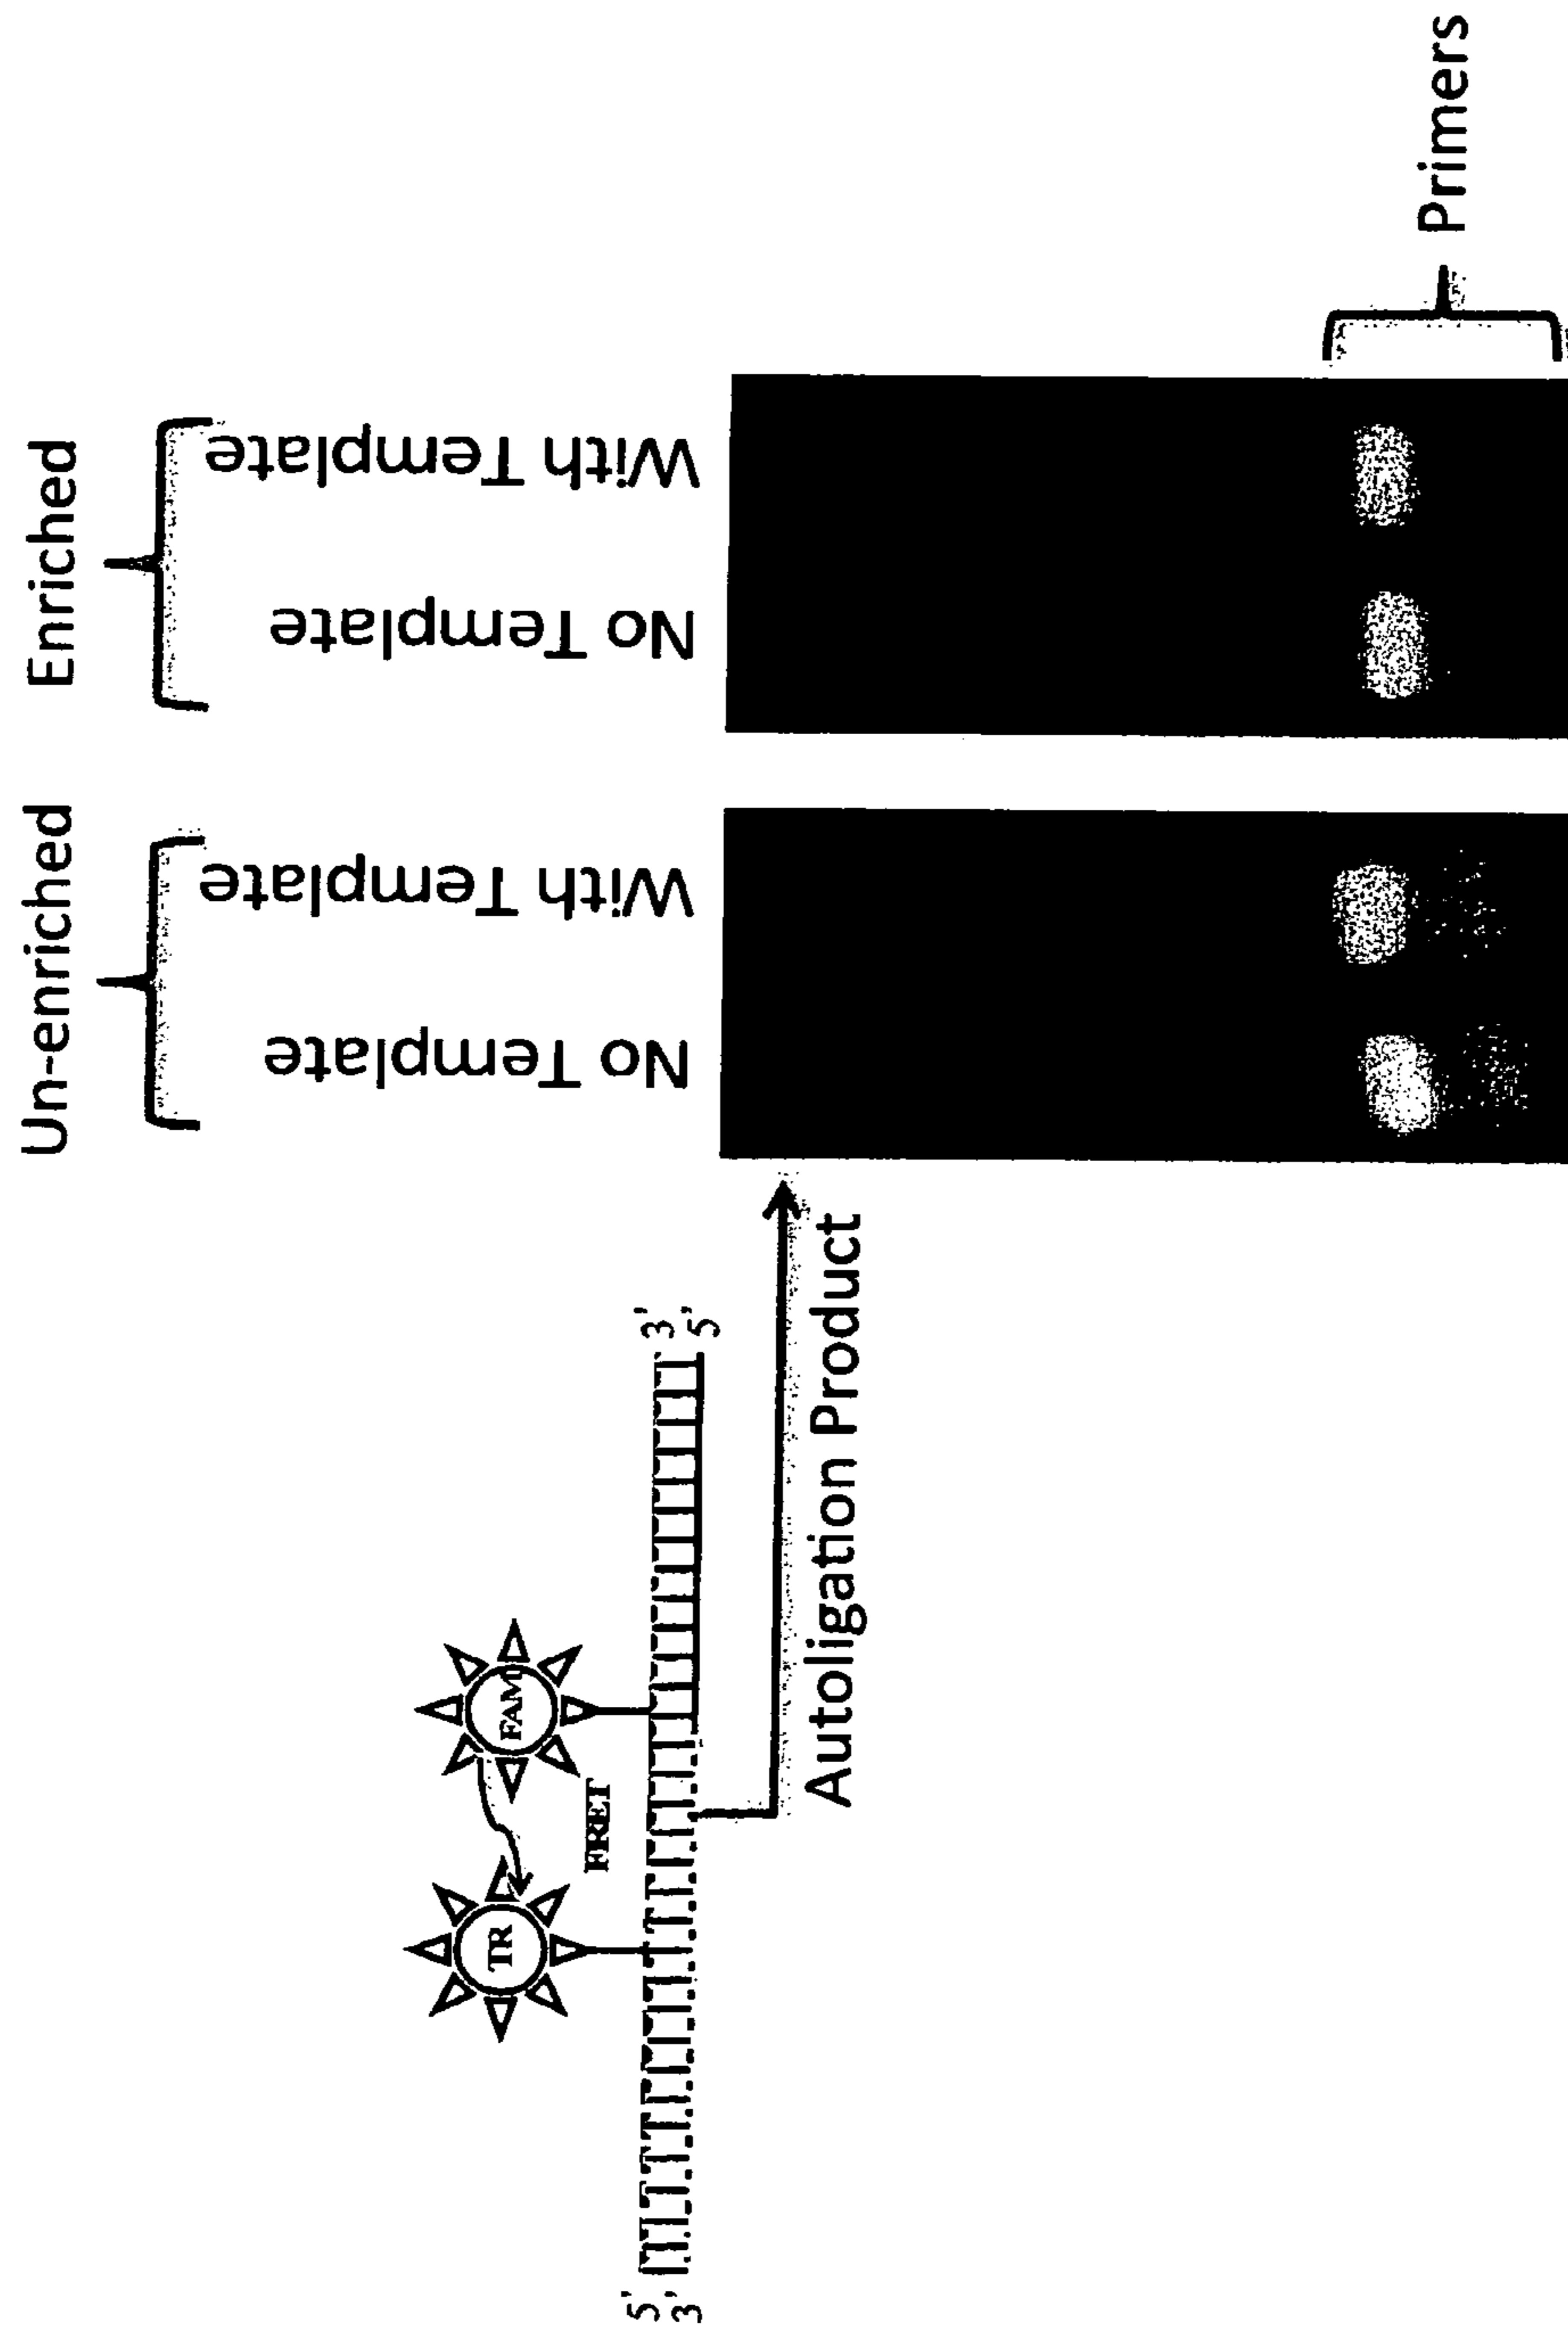 Un-enriched
Enriched
No Template
With Template
No Template
With Template
TR
FAM
FRET
5'
3'
3'
5'
Autoligation Product
Primers